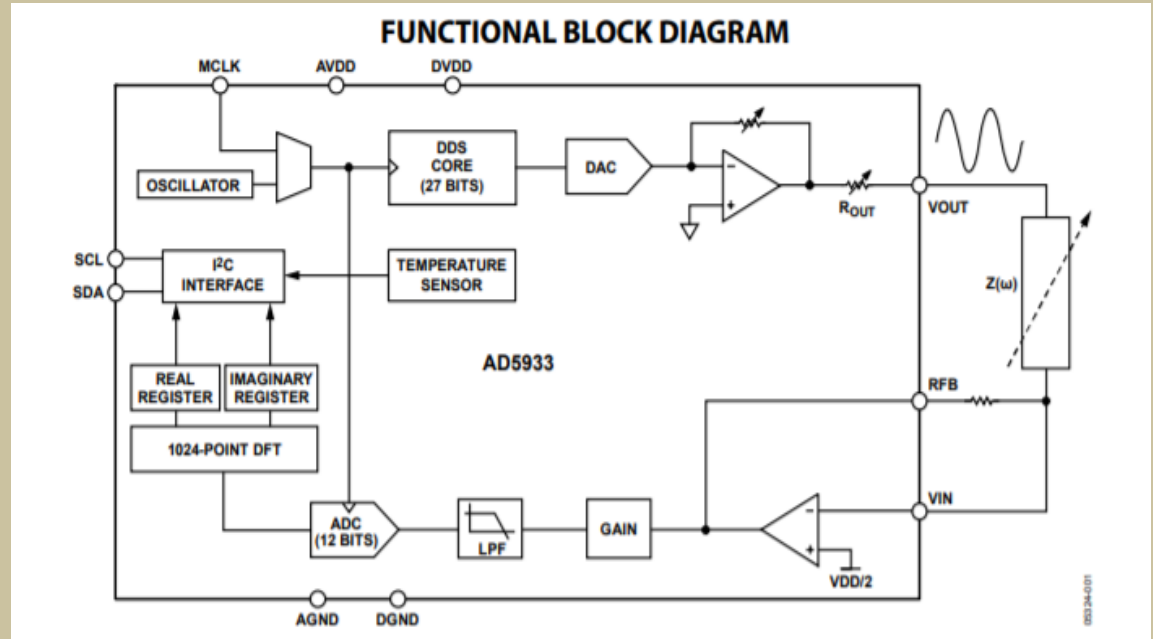 FUNCTIONAL BLOCK DIAGRAM
MCLK
AVDD
DVDD
OSCILLATOR
DDS
CORE
(27 BITS)
DAC
ROUT
VOUT
SCL
SDA
I²C
INTERFACE
TEMPERATURE
SENSOR
Z(ω)
AD5933
REAL
REGISTER
IMAGINARY
REGISTER
RFB
1024-POINT DFT
VIN
ADC
(12 BITS)
LPF
GAIN
VDD/2
AGND
DGND
05324-001